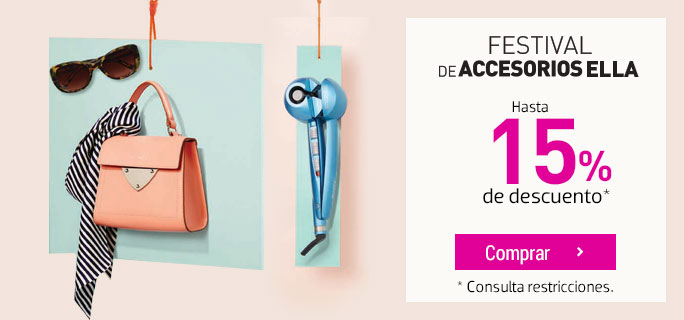 FESTIVAL
DE ACCESORIOS ELLA
Hasta
15%
de descuento*
Comprar >
* Consulta restricciones.